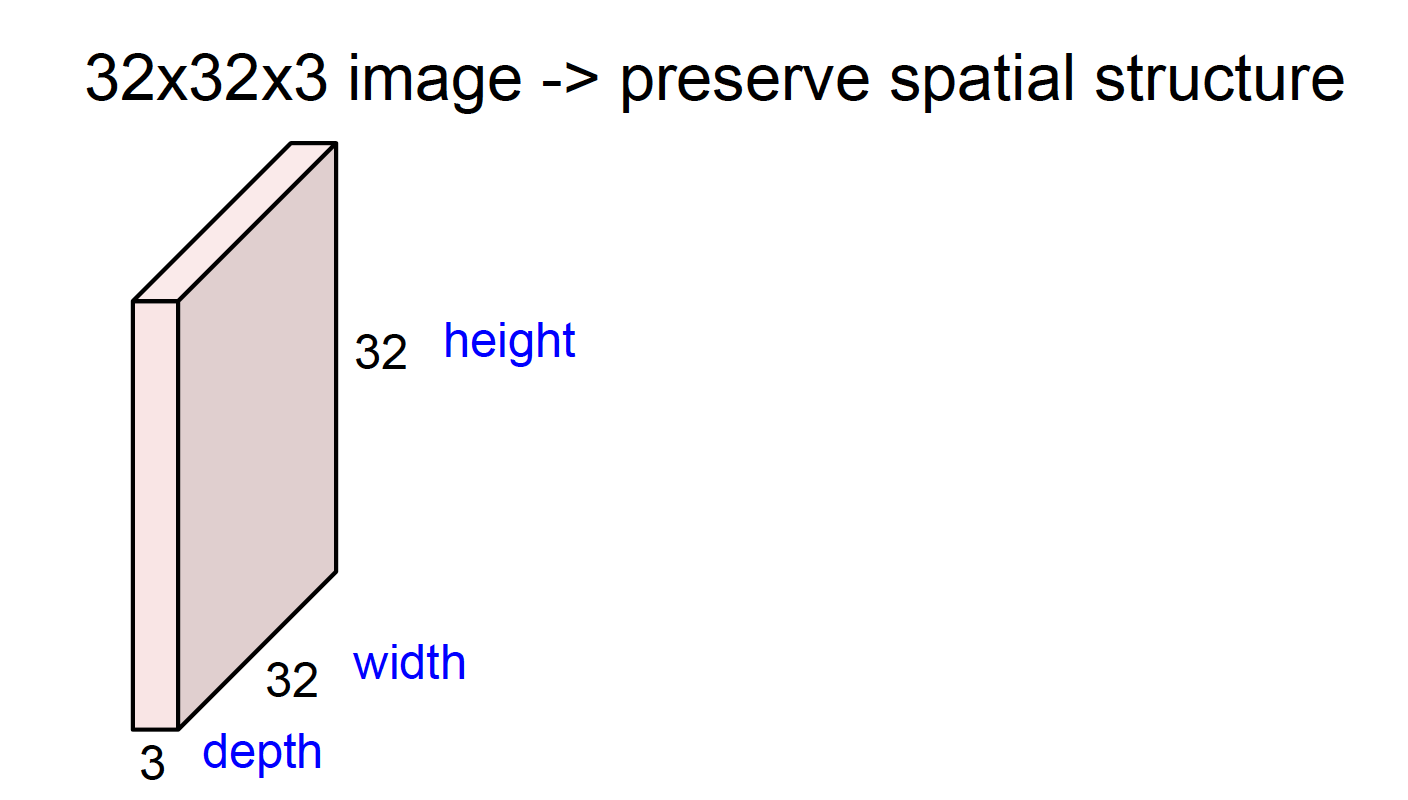 32x32x3 image -> preserve spatial structure
32 height
32 width
3 depth